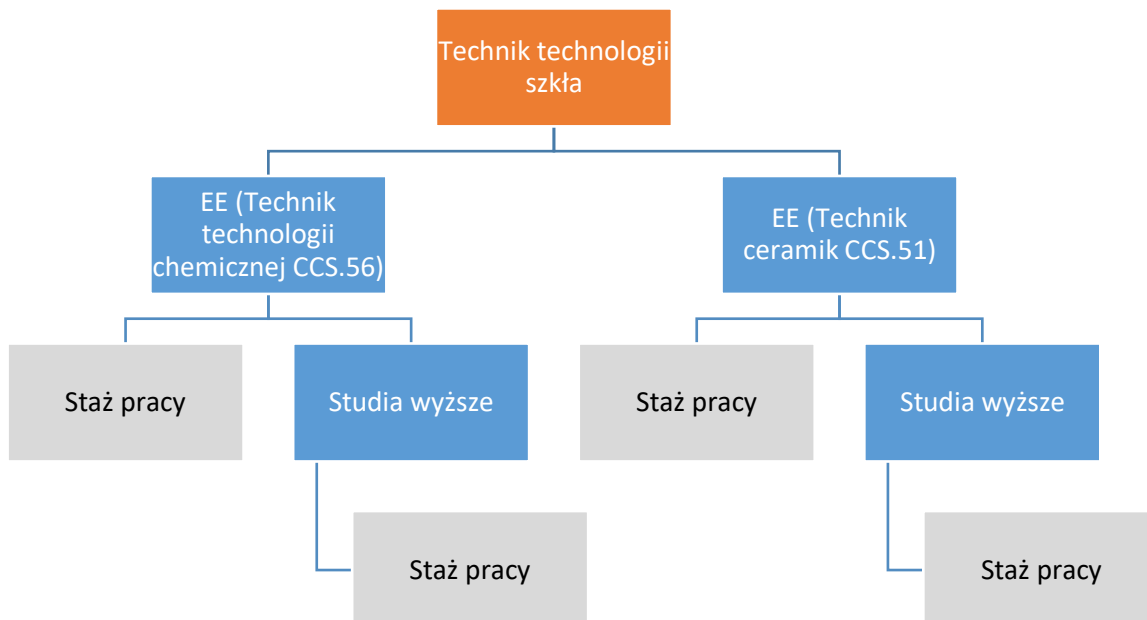 Technik technologii
szkła
EE (Technik
technologii
chemicznej CCS.56)
EE (Technik
ceramik CCS.51)
Staż pracy
Studia wyższe
Staż pracy
Studia wyższe
Staż pracy
Staż pracy